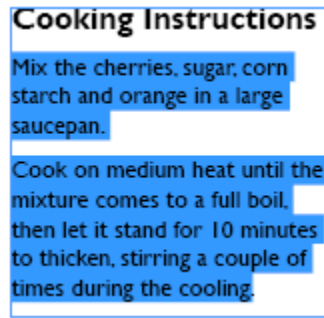 Cooking Instructions
Mix the cherries, sugar, corn
starch and orange in a large
saucepan.
Cook on medium heat until the
mixture comes to a full boil,
then let it stand for 10 minutes
to thicken, stirring a couple of
times during the cooling.